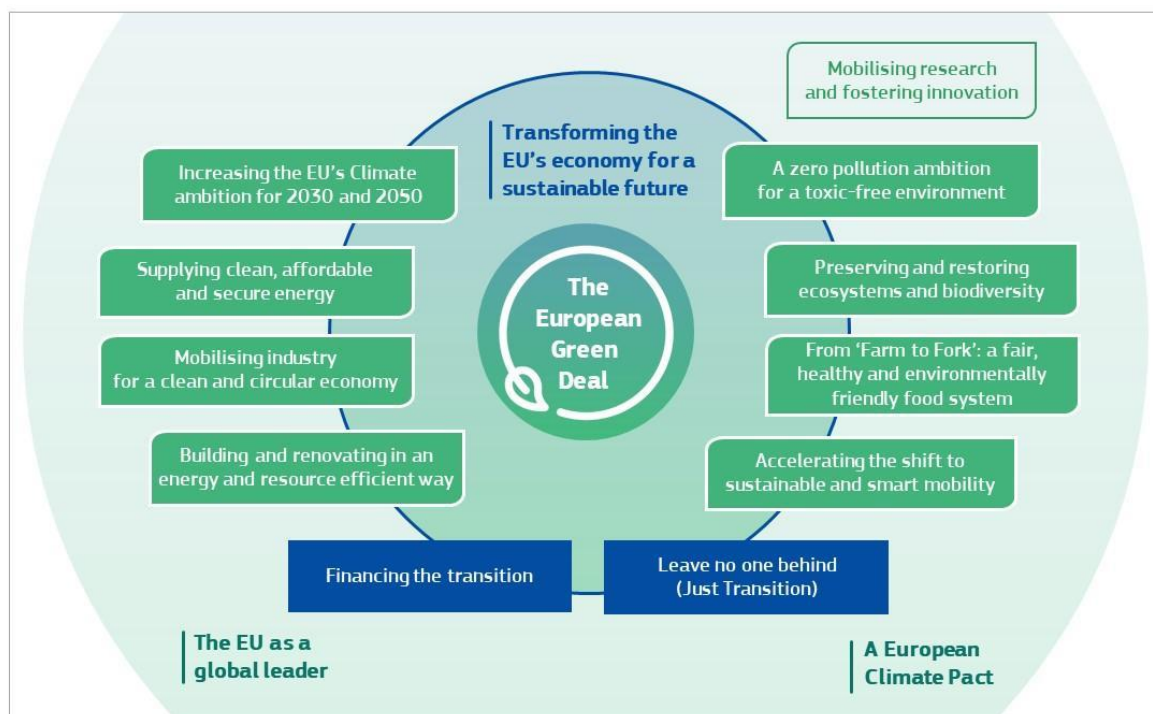 Mobilising research
and fostering innovation
Transforming the
EU's economy for a
sustainable future
Increasing the EU's Climate
ambition for 2030 and 2050
A zero pollution ambition
for a toxic-free environment
Supplying clean, affordable
and secure energy
Preserving and restoring
ecosystems and biodiversity
The
European
Green
Deal
Mobilising industry
for a clean and circular economy
From ‘Farm to Fork’: a fair,
healthy and environmentally
friendly food system
Building and renovating in an
energy and resource efficient way
Accelerating the shift to
sustainable and smart mobility
Financing the transition
Leave no one behind
(Just Transition)
The EU as a
global leader
A European
Climate Pact